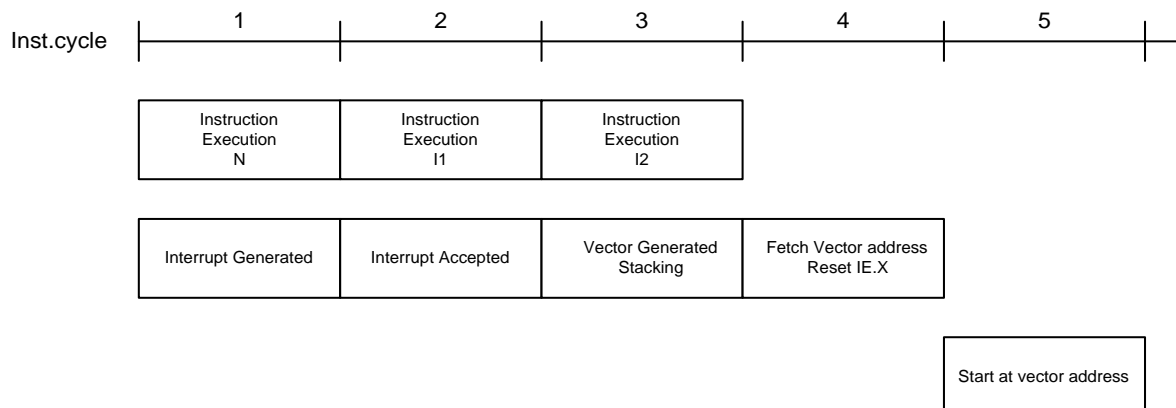 Inst.cycle 1 2 3 4 5
Instruction Execution N
Instruction Execution I1
Instruction Execution I2
Interrupt Generated
Interrupt Accepted
Vector Generated
Stacking
Fetch Vector address
Reset IE.X
Start at vector address